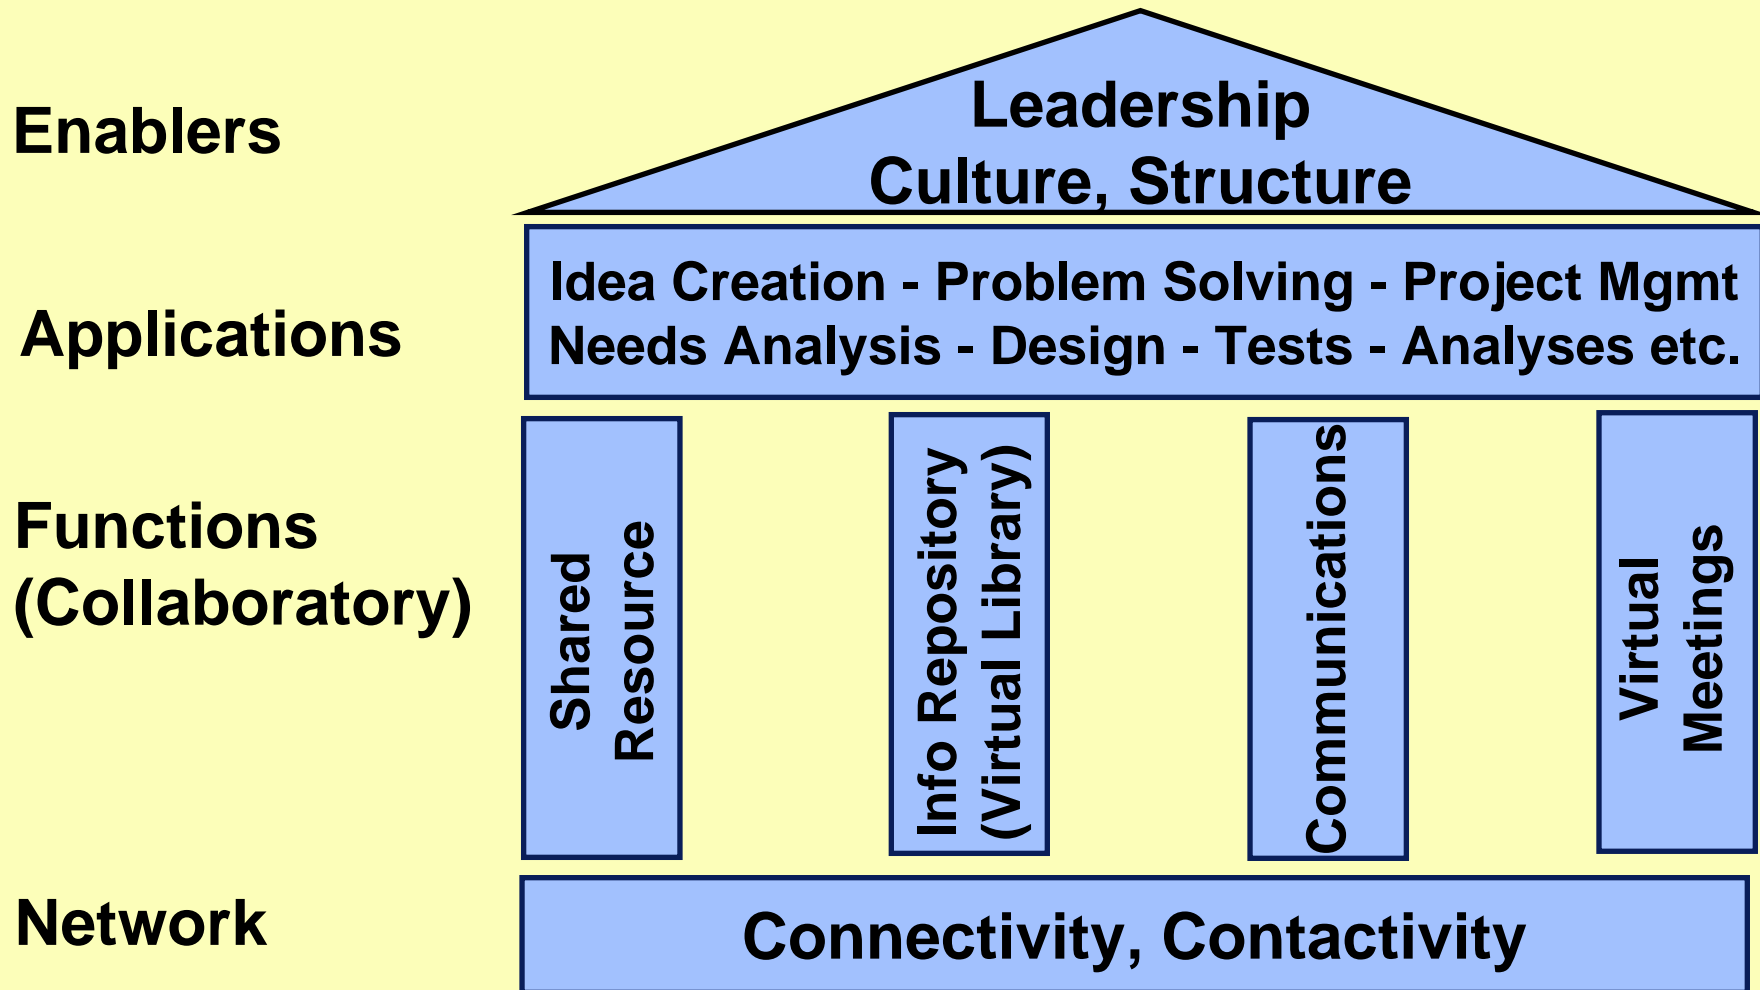 Enablers
Leadership
Culture, Structure
Applications
Idea Creation - Problem Solving - Project Mgmt
Needs Analysis - Design - Tests - Analyses etc.
Functions
(Collaboratory)
Shared
Resource
Info Repository
(Virtual Library)
Communications
Virtual
Meetings
Network
Connectivity, Contactivity